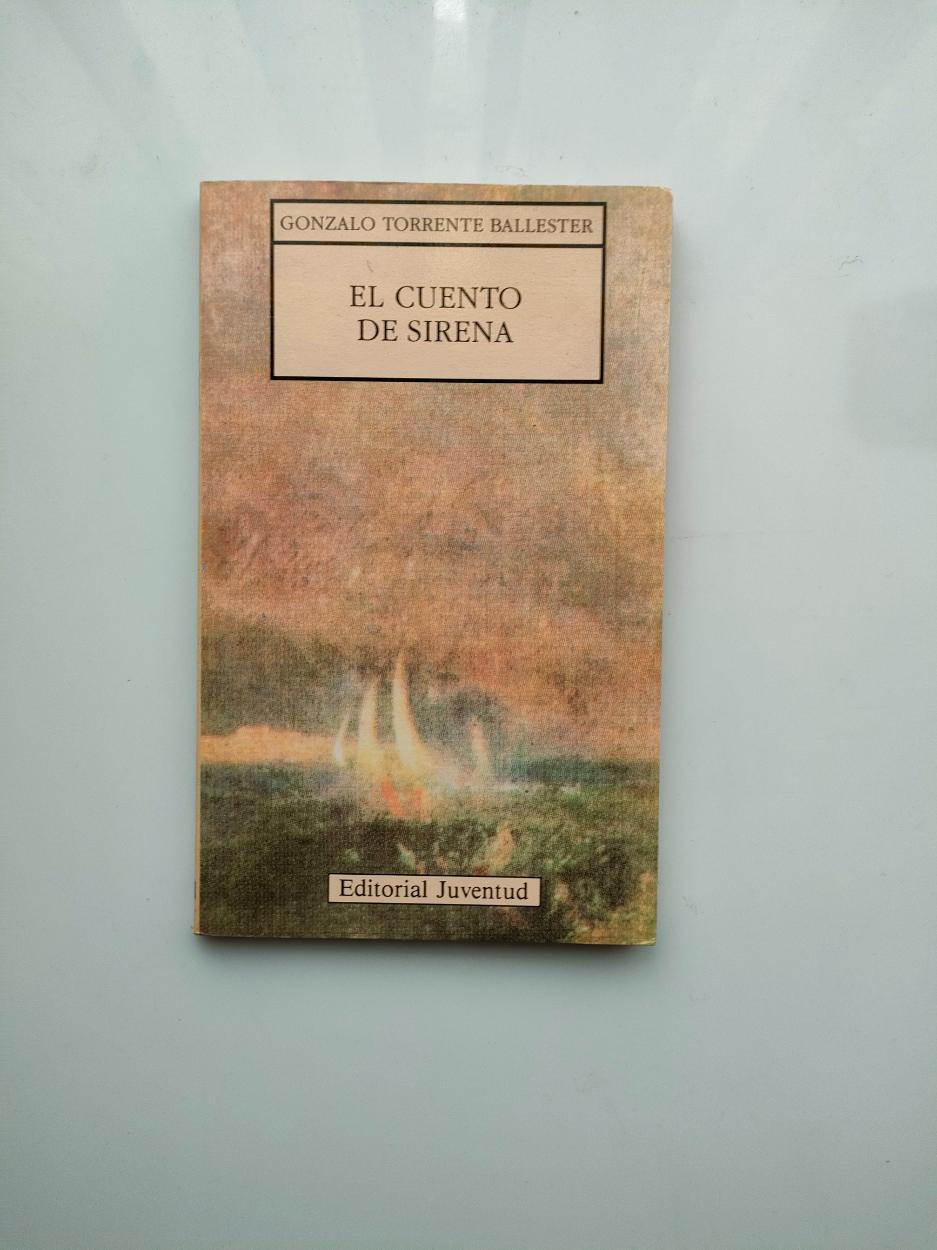 GONZALO TORRENTE BALLESTER
EL CUENTO
DE SIRENA
Editorial Juventud